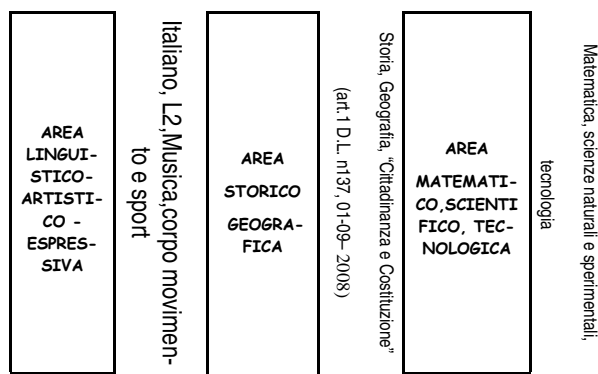 AREA
LINGUI-
STICO-
ARTISTI-
CO -
ESPRES-
SIVA
Italiano, L2,Musica,corpo movimen-
to e sport
AREA
STORICO
GEOGRA-
FICA
Storia, Geografia, “Cittadinanza e Costituzione”
(art.1 D.L. n137, 01-09– 2008)
AREA
MATEMATI-
CO,SCIENTI
FICO, TEC-
NOLOGICA
Matematica, scienze naturali e sperimentali,
tecnologia